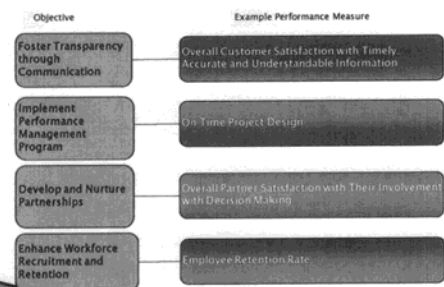 Objective
Example Performance Measure
Foster Transparency
through
Communication
Overall Customer Satisfaction with Timely,
Accurate and Understandable Information
Implement
Performance
Management
Program
On Time Project Design
Develop and Nurture
Partnerships
Overall Partner Satisfaction with Their Involvement
with Decision Making
Enhance Workforce
Recruitment and
Retention
Employee Retention Rate